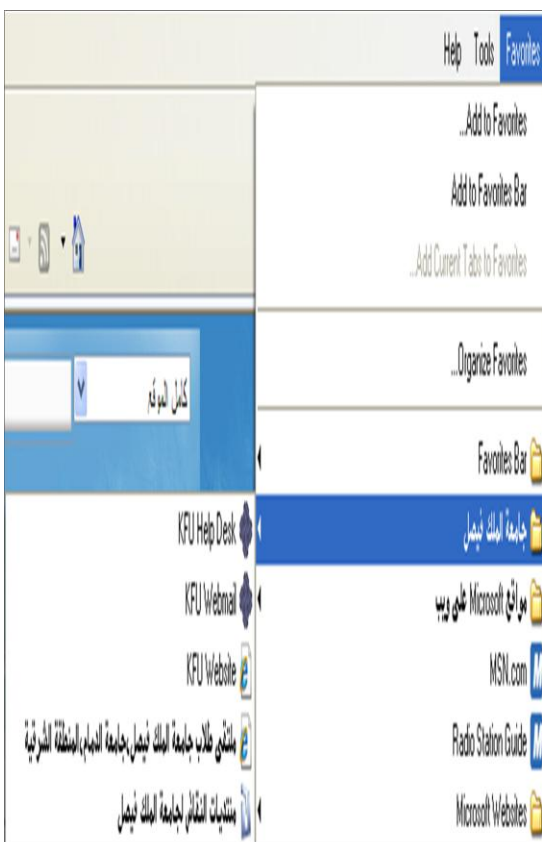 Favorites Tools Help
Add to Favorites...
Add to Favorites Bar
Add Current Tabs to Favorites...
Organize Favorites...
Favorites Bar
جامعة الملك فيصل
مواقع Microsoft على ويب
MSN.com
Radio Station Guide
Microsoft Websites
كامل الموقع
KFU Help Desk
KFU Webmail
KFU Website
ملتقى طلاب جامعة الملك فيصل,جامعة الدمام,المنطقة الشرقية
منتديات النقاش لجامعة الملك فيصل